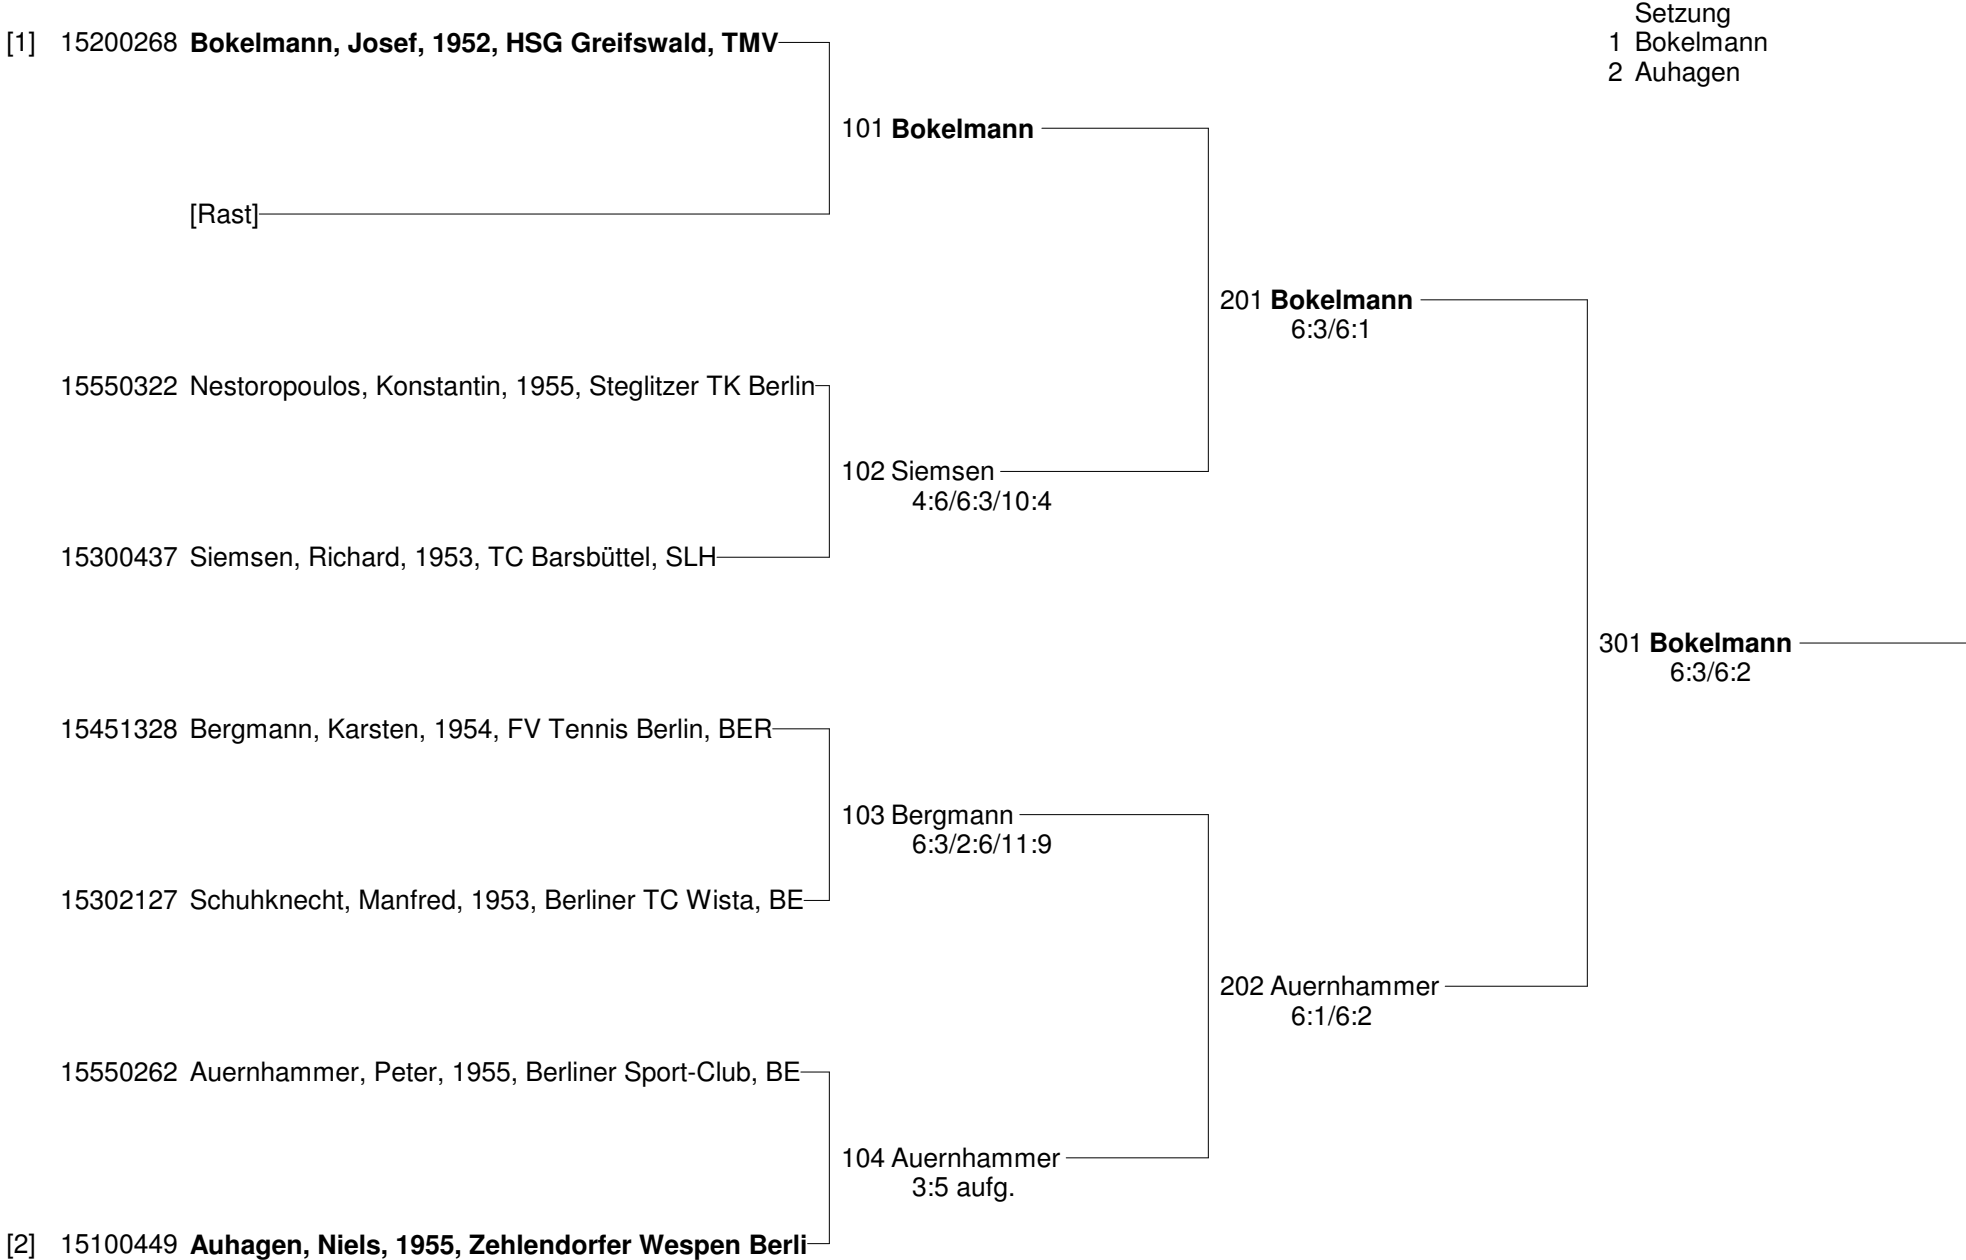 Setzung
[1] 15200268 Bokelmann, Josef, 1952, HSG Greifswald, TMV
1 Bokelmann
2 Auhagen
101 Bokelmann
[Rast]
201 Bokelmann
6:3/6:1
15550322 Nestoropoulos, Konstantin, 1955, Steglitzer TK Berlin
102 Siemsen
4:6/6:3/10:4
15300437 Siemsen, Richard, 1953, TC Barsbüttel, SLH
301 Bokelmann
6:3/6:2
15451328 Bergmann, Karsten, 1954, FV Tennis Berlin, BER
103 Bergmann
6:3/2:6/11:9
15302127 Schuhknecht, Manfred, 1953, Berliner TC Wista, BE
202 Auernhammer
6:1/6:2
15550262 Auernhammer, Peter, 1955, Berliner Sport-Club, BE
104 Auernhammer
3:5 aufg.
[2] 15100449 Auhagen, Niels, 1955, Zehlendorfer Wespen Berli